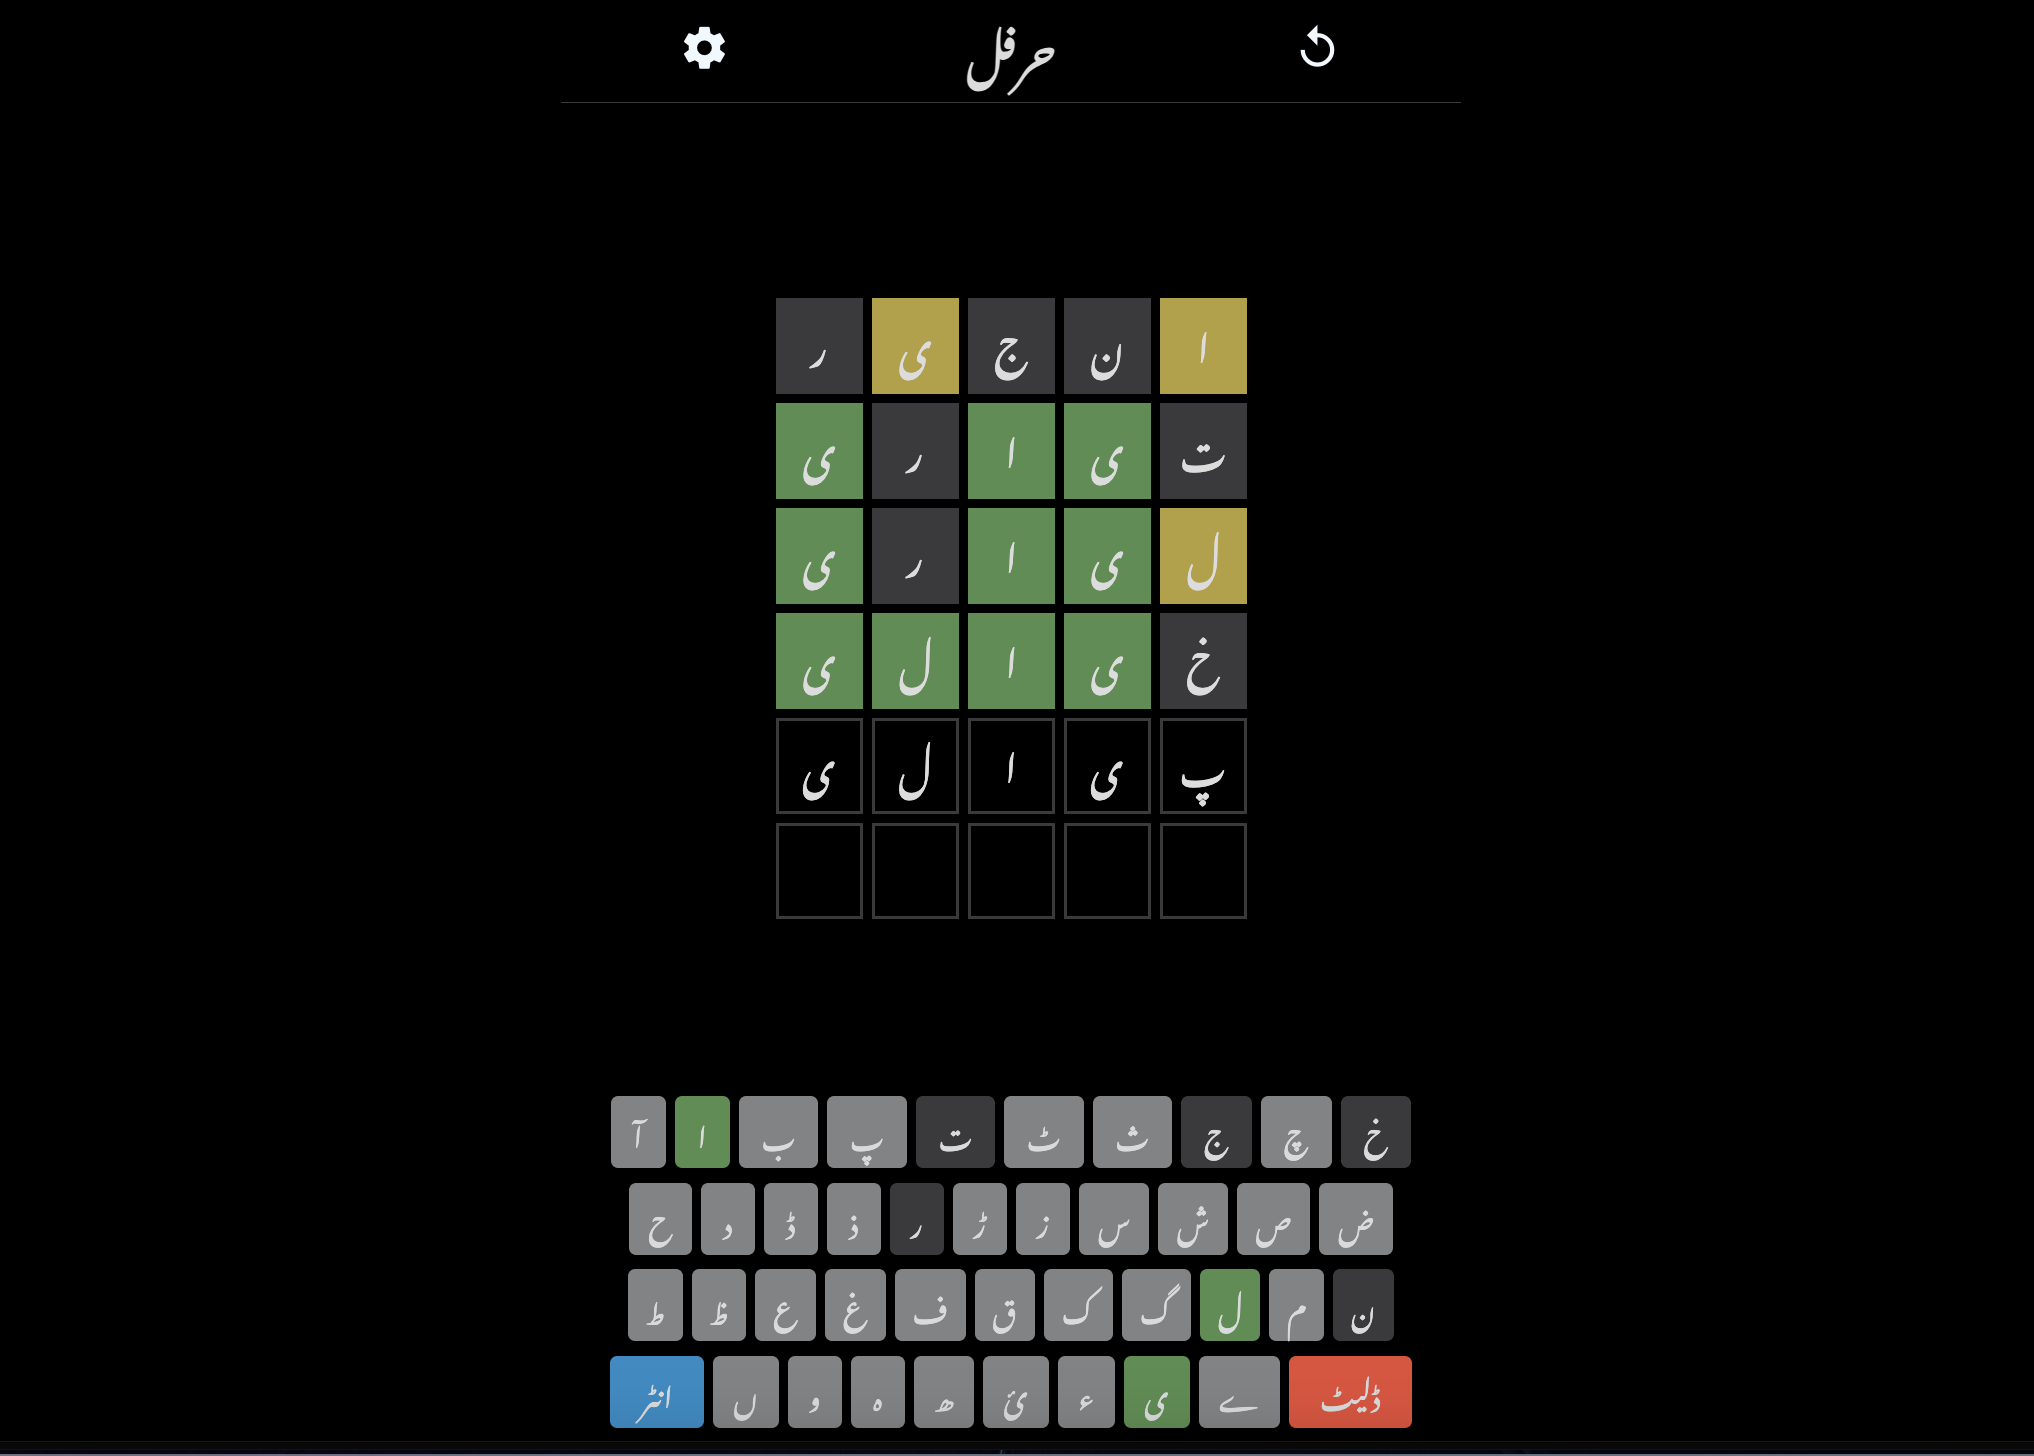 حرفل
ا ن ج ی ر
ت ی ا ر ی
ل ی ا ر ی
خ ی ا ل ی
پ ی ا ل ی
خ چ ج ث ٹ ت پ ب ا آ
ض ص ش س ز ڑ ر ذ ڈ د ح
ن م ل گ ک ق ف غ ع ظ ط
ڈلیٹ ے ی ء ئ ھ ہ و ں انٹر